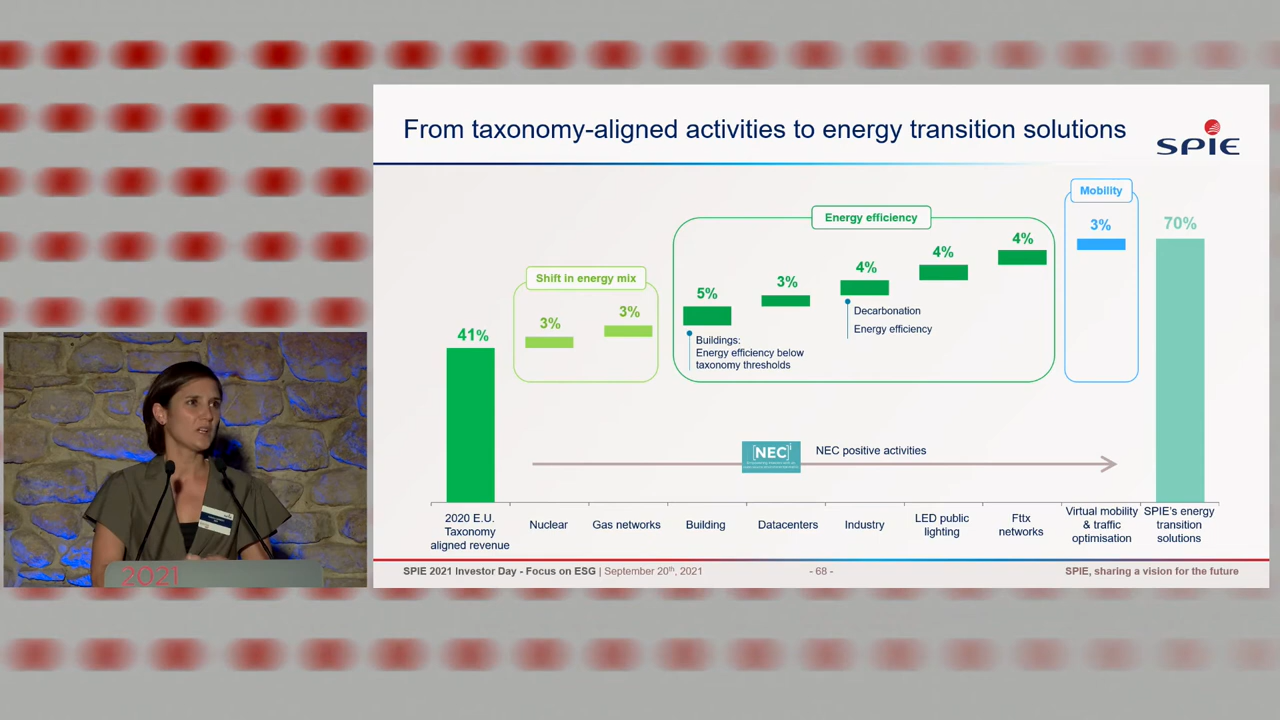 From taxonomy-aligned activities to energy transition solutions
SPIE
Mobility
3%
70%
Energy efficiency
4%
4%
4%
3%
5%
Decarbonation
Energy efficiency
Buildings:
Energy efficiency below
taxonomy thresholds
Shift in energy mix
3%
3%
41%
[NEC]i
NEC positive activities
2020 E.U.
Taxonomy
aligned revenue
Nuclear
Gas networks
Building
Datacenters
Industry
LED public
lighting
Fttx
networks
Virtual mobility
& traffic
optimisation
SPIE's energy
transition
solutions
SPIE 2021 Investor Day - Focus on ESG | September 20th, 2021
- 68 -
SPIE, sharing a vision for the future
2021